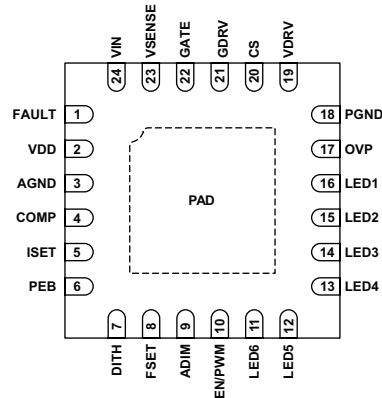 VIN VSENSE GATE GDRV CS VDRV
24 23 22 21 20 19
FAULT 1
VDD 2
AGND 3
COMP 4
ISET 5
PEB 6
PAD
18 PGND
17 OVP
16 LED1
15 LED2
14 LED3
13 LED4
7 8 9 10 11 12
DITH FSET ADIM EN/PWM LED6 LED5